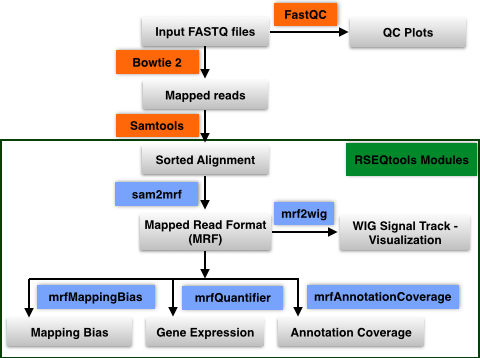 FastQC
Input FASTQ files
QC Plots
Bowtie 2
Mapped reads
Samtools
Sorted Alignment
RSEQtools Modules
sam2mrf
mrf2wig
Mapped Read Format
(MRF)
WIG Signal Track -
Visualization
mrfMappingBias
mrfQuantifier
mrfAnnotationCoverage
Mapping Bias
Gene Expression
Annotation Coverage